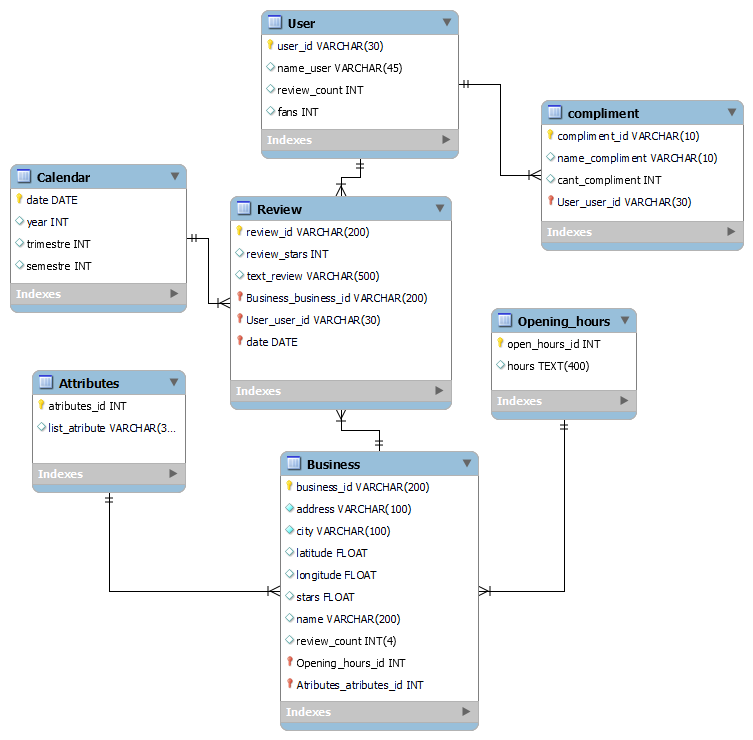 User
user_id VARCHAR(30)
name_user VARCHAR(45)
review_count INT
fans INT
Indexes
compliment
compliment_id VARCHAR(10)
name_compliment VARCHAR(10)
cant_compliment INT
User_user_id VARCHAR(30)
Indexes
Calendar
date DATE
year INT
trimestre INT
semestre INT
Indexes
Review
review_id VARCHAR(200)
review_stars INT
text_review VARCHAR(500)
Business_business_id VARCHAR(200)
User_user_id VARCHAR(30)
date DATE
Indexes
Opening_hours
open_hours_id INT
hours TEXT(400)
Indexes
Attributes
atributes_id INT
list_atribute VARCHAR(3...
Indexes
Business
business_id VARCHAR(200)
address VARCHAR(100)
city VARCHAR(100)
latitude FLOAT
longitude FLOAT
stars FLOAT
name VARCHAR(200)
review_count INT(4)
Opening_hours_id INT
Atributes_atributes_id INT
Indexes